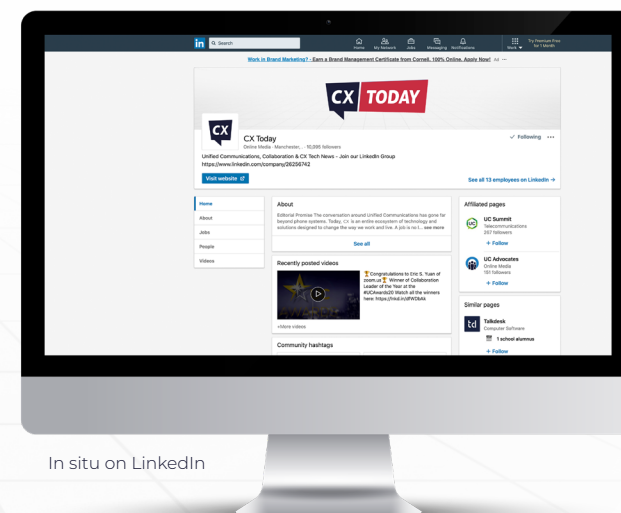 in Search
Home My Network Jobs Messaging Notifications Work Try Premium Free
for 1 Month
Work in Brand Marketing? - Earn a Brand Management Certificate from Cornell, 100% Online. Apply Now! Ad ...
CX TODAY
CX
CX Today
Online Media · Manchester, . · 10,095 followers
Following ...
Unified Communications, Collaboration & CX Tech News - Join our LinkedIn Group
https://www.linkedin.com/company/26256742
Visit website
See all 13 employees on LinkedIn →
Home
About
Jobs
People
Videos
About
Editorial Promise The conversation around Unified Communications has gone far
beyond phone systems. Today, CX is an entire ecosystem of technology and
solutions designed to change the way we work and live. A job is no l... see more
See all
Recently posted videos
🏆Congratulations to Eric S. Yuan of
zoom.us🏆 Winner of Collaboration
Leader of the Year at the
#UCAwards20 Watch all the winners
here: https://lnkd.in/dfWDbkk
+More videos
Community hashtags
Affiliated pages
UC
UC Summit
Telecommunications
207 followers
+ Follow
UC Advocates
Online Media
151 followers
+ Follow
Similar pages
td
Talkdesk
Computer Software
1 school alumnus
+ Follow
In situ on LinkedIn